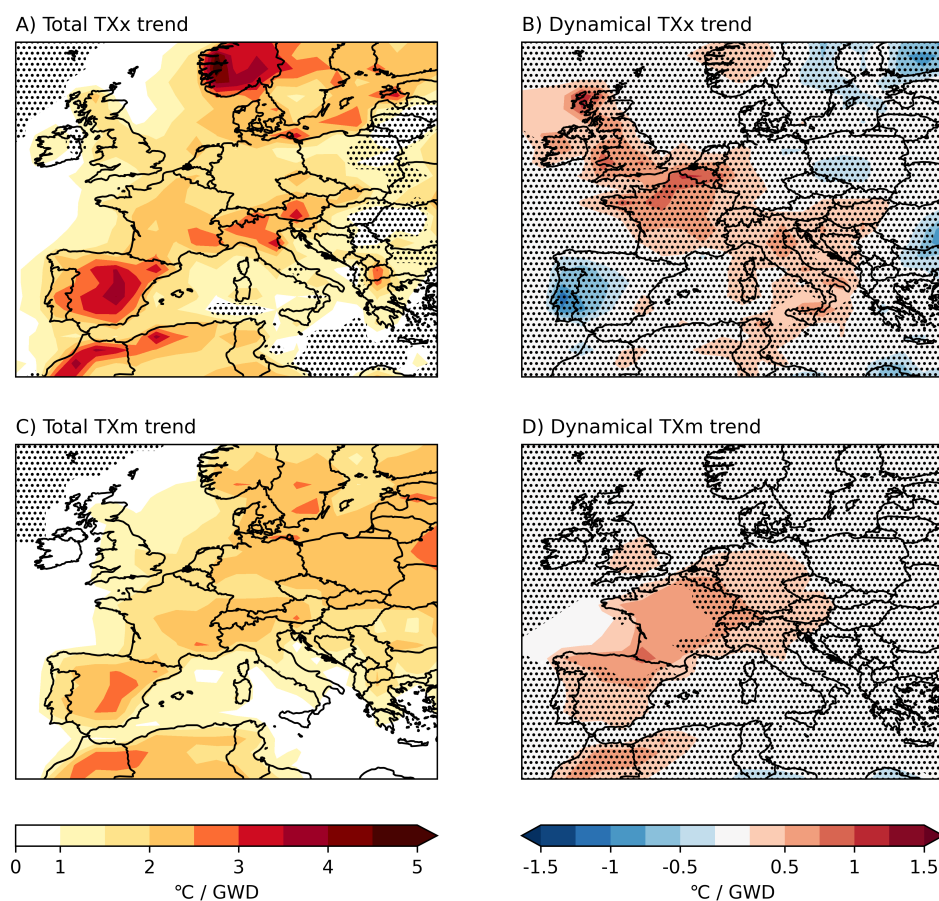 A) Total TXx trend
B) Dynamical TXx trend
C) Total TXm trend
D) Dynamical TXm trend
0 1 2 3 4 5
°C / GWD
-1.5 -1 -0.5 0.5 1 1.5
°C / GWD